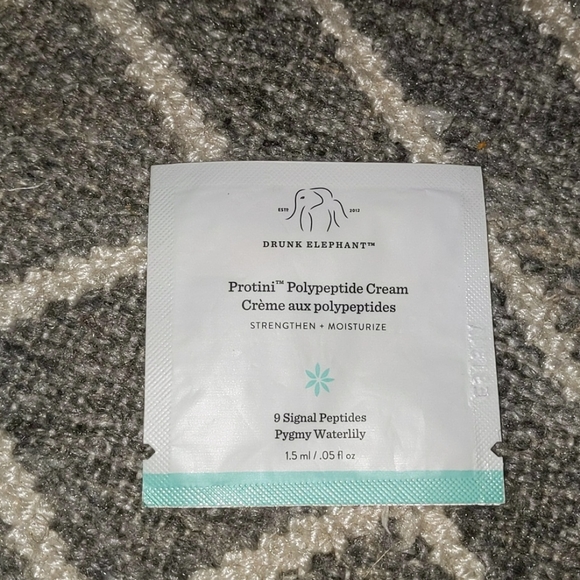 ESTD 2012
DRUNK ELEPHANT™
Protini™ Polypeptide Cream
Crème aux polypeptides
STRENGTHEN + MOISTURIZE
9 Signal Peptides
Pygmy Waterlily
1.5 ml / .05 fl oz